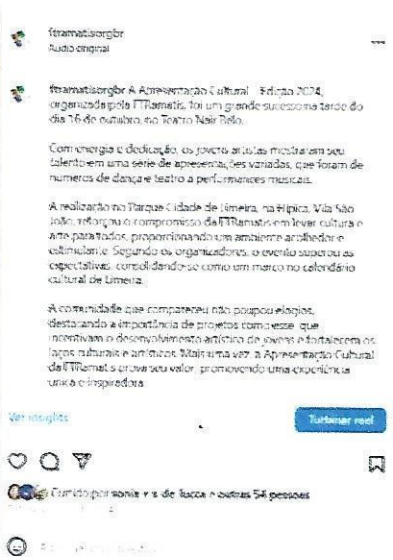 ftramatisorgbr
Áudio original
ftramatisorgbr A Apresentação Cultural - Edição 2024,
organizada pela FTRamatis, foi um grande sucesso na tarde do
dia 16 de outubro, no Teatro Nair Belo.
Com energia e dedicação, os jovens artistas mostraram seu
talento em uma série de apresentações variadas, que foram de
números de dança e teatro a performances musicais.
A realização no Parque Cidade de Limeira, na Hípica, Vila São
João, reforçou o compromisso da FTRamatis em levar cultura e
arte para todos, proporcionando um ambiente acolhedor e
estimulante. Segundo os organizadores, o evento superou as
expectativas, consolidando-se como um marco no calendário
cultural de Limeira.
A comunidade que compareceu não poupou elogios,
destacando a importância de projetos como esse, que
incentivam o desenvolvimento artístico de jovens e fortalecem os
laços culturais e artísticos. Mais uma vez, a Apresentação Cultural
da FTRamatis prova seu valor, promovendo uma experiência
única e inspiradora.
Ver insights
Turbinar reel
Curtido por sonia e outras 54 pessoas